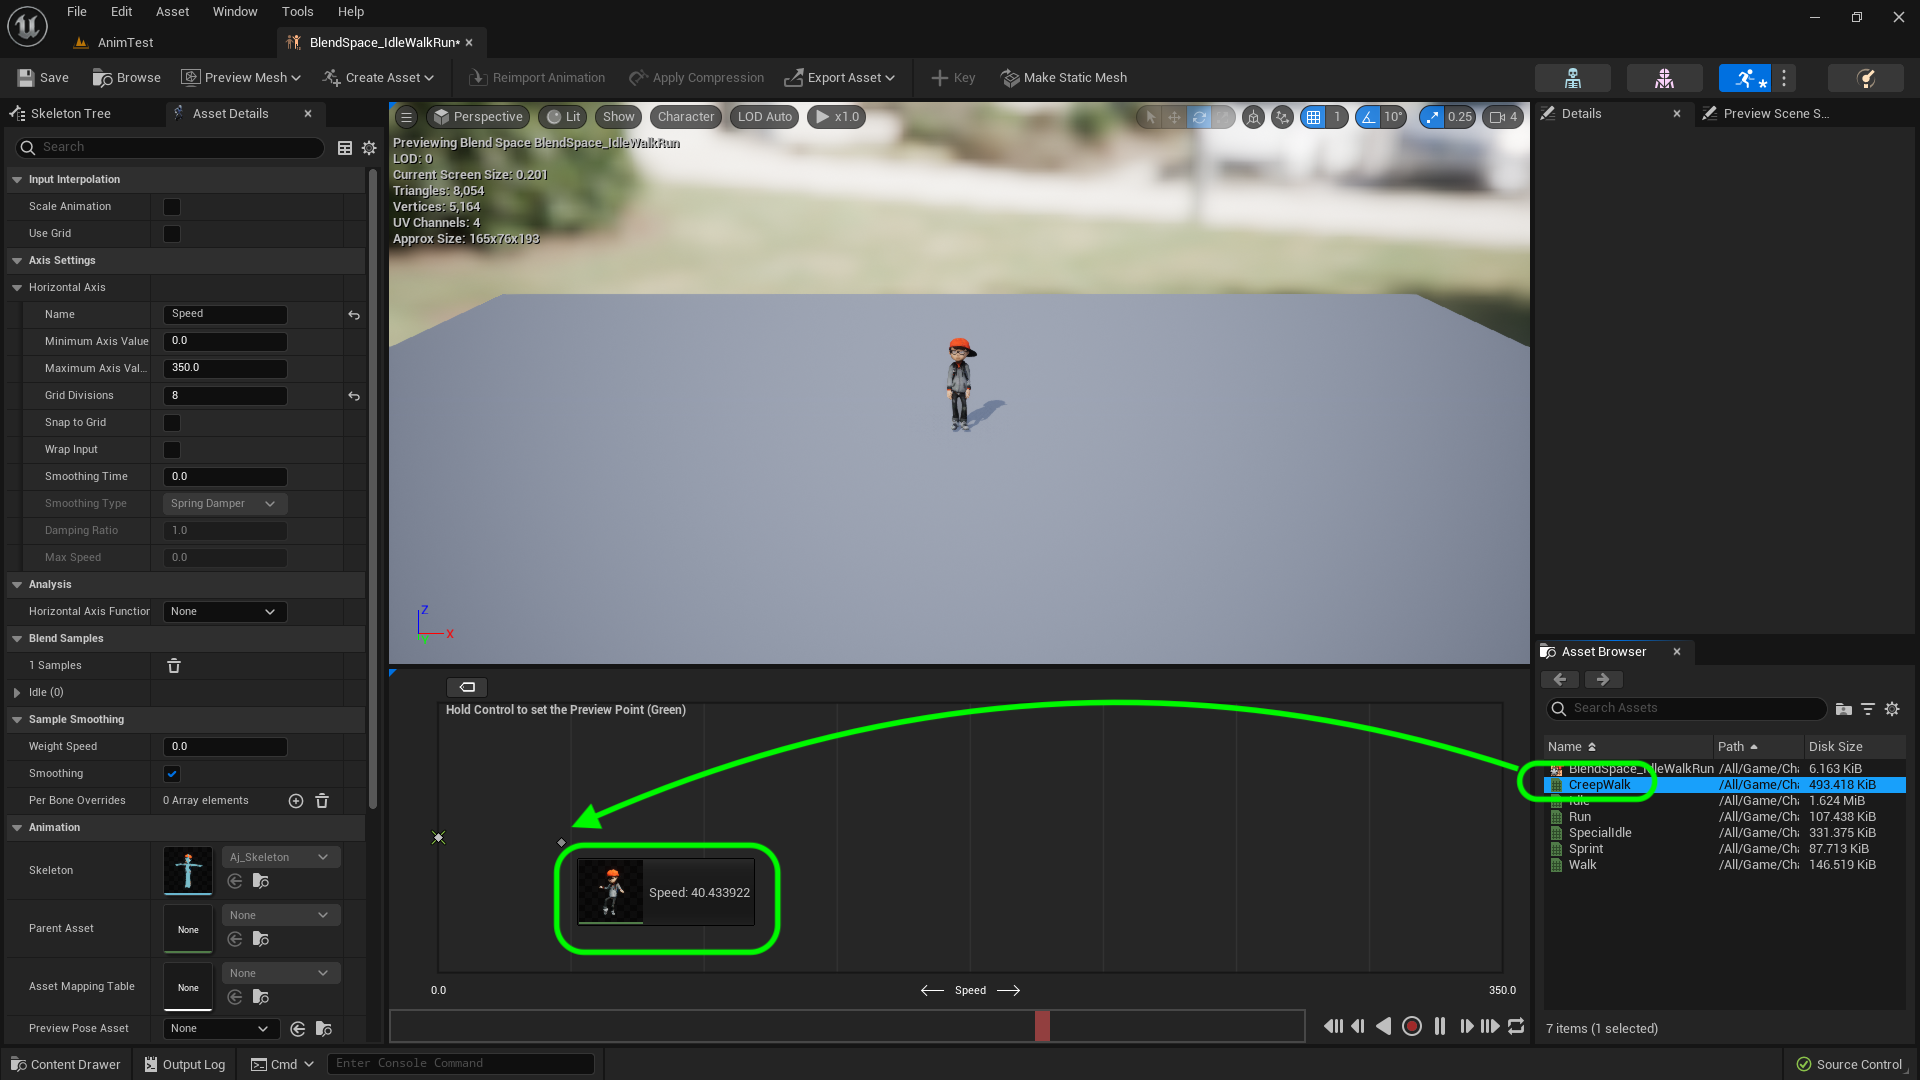 File Edit Asset Window Tools Help
AnimTest BlendSpace_IdleWalkRun*
Save Browse Preview Mesh Create Asset Reimport Animation Apply Compression Export Asset Key Make Static Mesh
Skeleton Tree
Asset Details
Search
Input Interpolation
Scale Animation
Use Grid
Axis Settings
Horizontal Axis
Name Speed
Minimum Axis Value 0.0
Maximum Axis Val... 350.0
Grid Divisions 8
Snap to Grid
Wrap Input
Smoothing Time 0.0
Smoothing Type Spring Damper
Damping Ratio 1.0
Max Speed 0.0
Analysis
Horizontal Axis Function None
Blend Samples
1 Samples
Idle (0)
Sample Smoothing
Weight Speed 0.0
Smoothing
Per Bone Overrides 0 Array elements
Animation
Skeleton Aj_Skeleton
Parent Asset None None
Asset Mapping Table None None
Preview Pose Asset None
Perspective Lit Show Character LOD Auto x1.0 1 10° 0.25 4
Previewing Blend Space BlendSpace_IdleWalkRun
LOD: 0
Current Screen Size: 0.201
Triangles: 8,054
Vertices: 5,164
UV Channels: 4
Approx Size: 165x76x193
Z
X
Y
Hold Control to set the Preview Point (Green)
Speed: 40.433922
0.0 Speed 350.0
Details
Preview Scene S...
Asset Browser
Search Assets
Name Path Disk Size
BlendSpace_IdleWalkRun /All/Game/Cha 6.163 KiB
CreepWalk /All/Game/Cha 493.418 KiB
Idle /All/Game/Cha 1.624 MiB
Run /All/Game/Cha 107.438 KiB
SpecialIdle /All/Game/Cha 331.375 KiB
Sprint /All/Game/Cha 87.713 KiB
Walk /All/Game/Cha 146.519 KiB
7 items (1 selected)
Content Drawer Output Log Cmd Enter Console Command Source Control